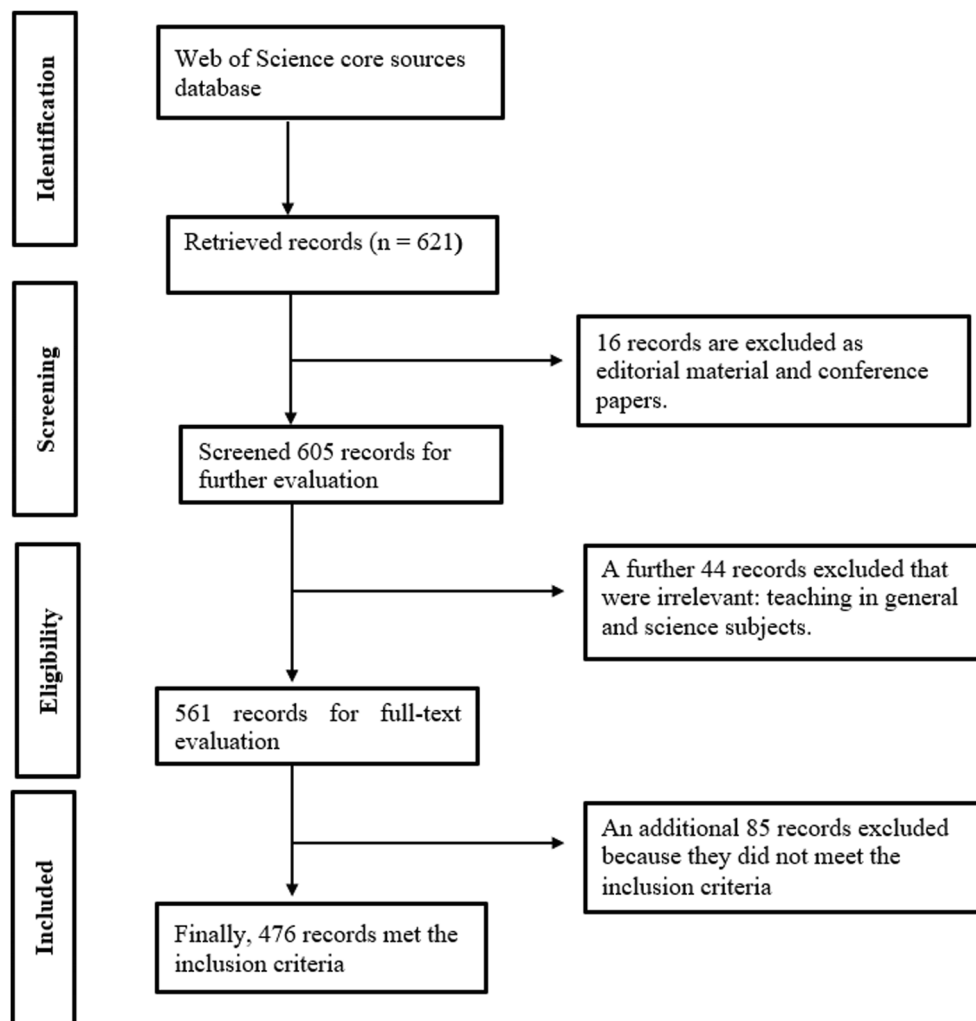 Identification
Web of Science core sources
database
Retrieved records (n = 621)
Screening
16 records are excluded as
editorial material and conference
papers.
Screened 605 records for
further evaluation
Eligibility
A further 44 records excluded that
were irrelevant: teaching in general
and science subjects.
561 records for full-text
evaluation
Included
An additional 85 records excluded
because they did not meet the
inclusion criteria
Finally, 476 records met the
inclusion criteria